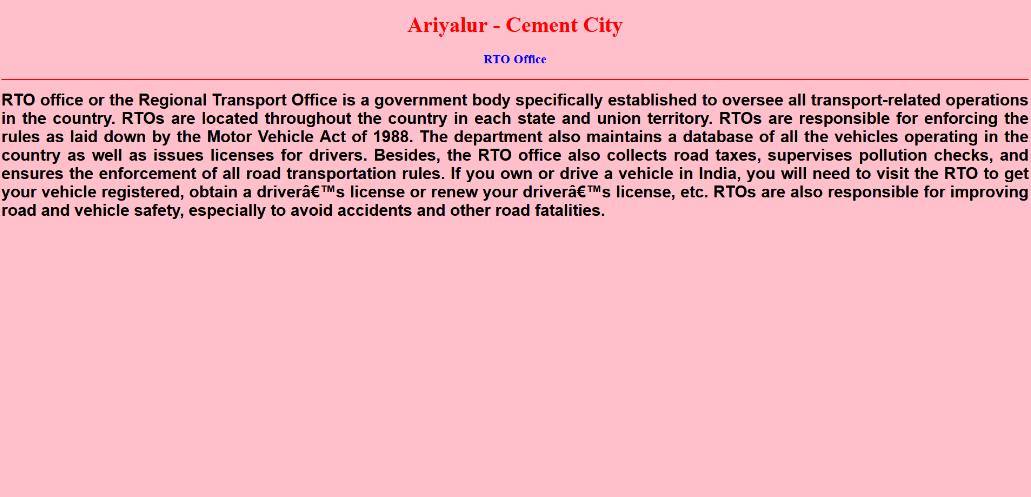 Ariyalur - Cement City
RTO Office
RTO office or the Regional Transport Office is a government body specifically established to oversee all transport-related operations
in the country. RTOs are located throughout the country in each state and union territory. RTOs are responsible for enforcing the
rules as laid down by the Motor Vehicle Act of 1988. The department also maintains a database of all the vehicles operating in the
country as well as issues licenses for drivers. Besides, the RTO office also collects road taxes, supervises pollution checks, and
ensures the enforcement of all road transportation rules. If you own or drive a vehicle in India, you will need to visit the RTO to get
your vehicle registered, obtain a driverâ€™s license or renew your driverâ€™s license, etc. RTOs are also responsible for improving
road and vehicle safety, especially to avoid accidents and other road fatalities.